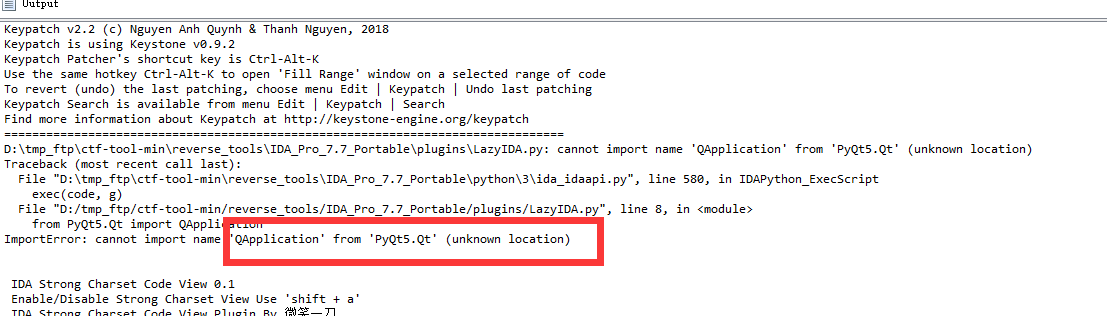 Output
Keypatch v2.2 (c) Nguyen Anh Quynh & Thanh Nguyen, 2018
Keypatch is using Keystone v0.9.2
Keypatch Patcher's shortcut key is Ctrl-Alt-K
Use the same hotkey Ctrl-Alt-K to open 'Fill Range' window on a selected range of code
To revert (undo) the last patching, choose menu Edit | Keypatch | Undo last patching
Keypatch Search is available from menu Edit | Keypatch | Search
Find more information about Keypatch at http://keystone-engine.org/keypatch
================================================================================
D:\tmp_ftp\ctf-tool-min\reverse_tools\IDA_Pro_7.7_Portable\plugins\LazyIDA.py: cannot import name 'QApplication' from 'PyQt5.Qt' (unknown location)
Traceback (most recent call last):
  File "D:\tmp_ftp\ctf-tool-min\reverse_tools\IDA_Pro_7.7_Portable\python\3\ida_idaapi.py", line 580, in IDAPython_ExecScript
    exec(code, g)
  File "D:/tmp_ftp/ctf-tool-min/reverse_tools/IDA_Pro_7.7_Portable/plugins/LazyIDA.py", line 8, in <module>
    from PyQt5.Qt import QApplication
ImportError: cannot import name 'QApplication' from 'PyQt5.Qt' (unknown location)
 IDA Strong Charset Code View 0.1
 Enable/Disable Strong Charset View Use 'shift + a'
 IDA Strong Charset Code View Plugin By 微笑一刀